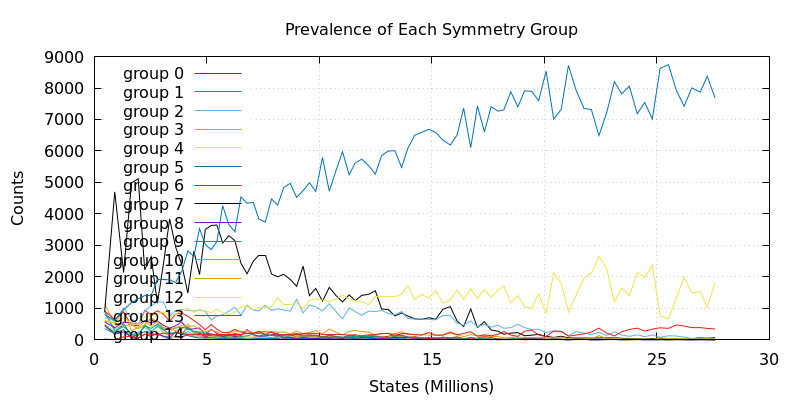 Prevalence of Each Symmetry Group
9000
8000
7000
6000
5000
4000
3000
2000
1000
0
Counts
group 0
group 1
group 2
group 3
group 4
group 5
group 6
group 7
group 8
group 9
group 10
group 11
group 12
group 13
group 14
0 5 10 15 20 25 30
States (Millions)